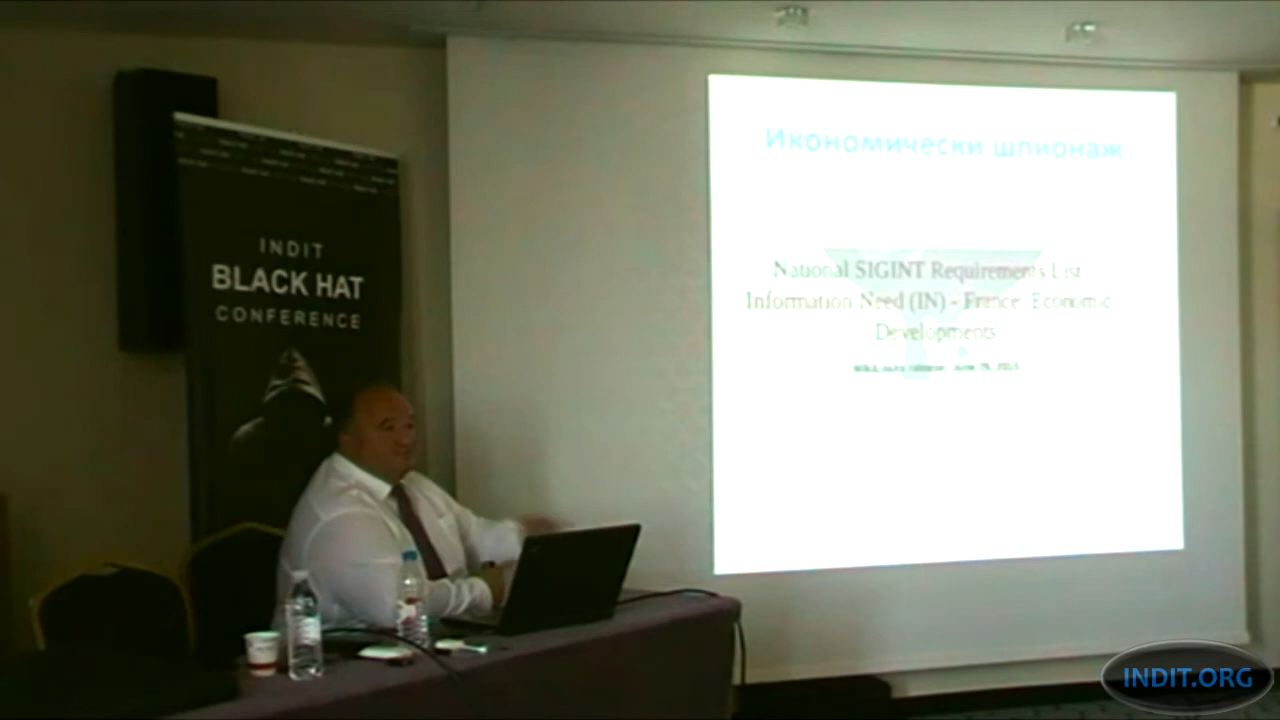 INDIT
BLACK HAT
CONFERENCE
Икономически шпионаж
National SIGINT Requirements List
Information Need (IN) - France: Economic
Developments
INDIT.ORG